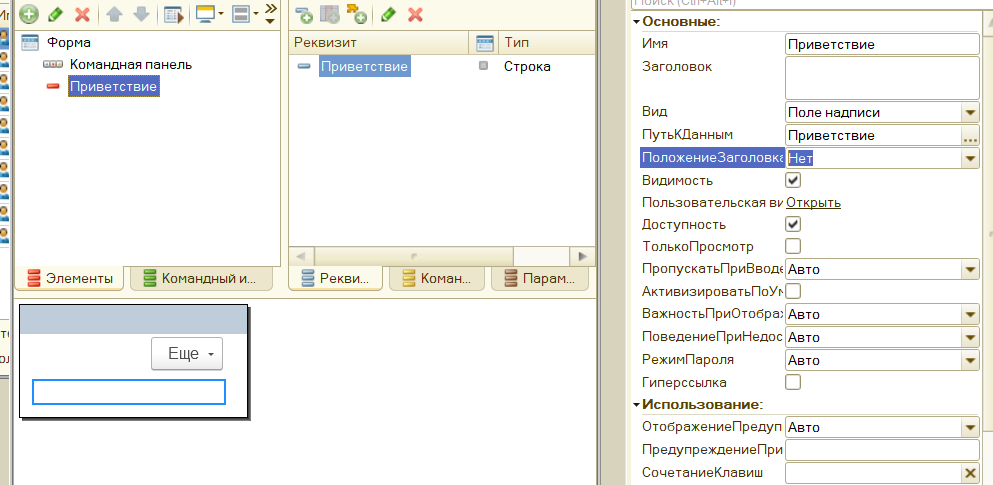 Поиск (Ctrl+Alt+I)
Форма
Командная панель
Приветствие
Элементы
Командный и...
Реквизит
Тип
Приветствие
Строка
Рекви...
Коман...
Парам...
Еще
Основные:
Имя Приветствие
Заголовок
Вид Поле надписи
ПутьКДанным Приветствие ...
ПоложениеЗаголовка Нет
Видимость
Пользовательская ви Открыть
Доступность
ТолькоПросмотр
ПропускатьПриВводе Авто
АктивизироватьПоУм
ВажностьПриОтображ Авто
ПоведениеПриНедос Авто
РежимПароля Авто
Гиперссылка
Использование:
ОтображениеПредуп Авто
ПредупреждениеПри
СочетаниеКлавиш